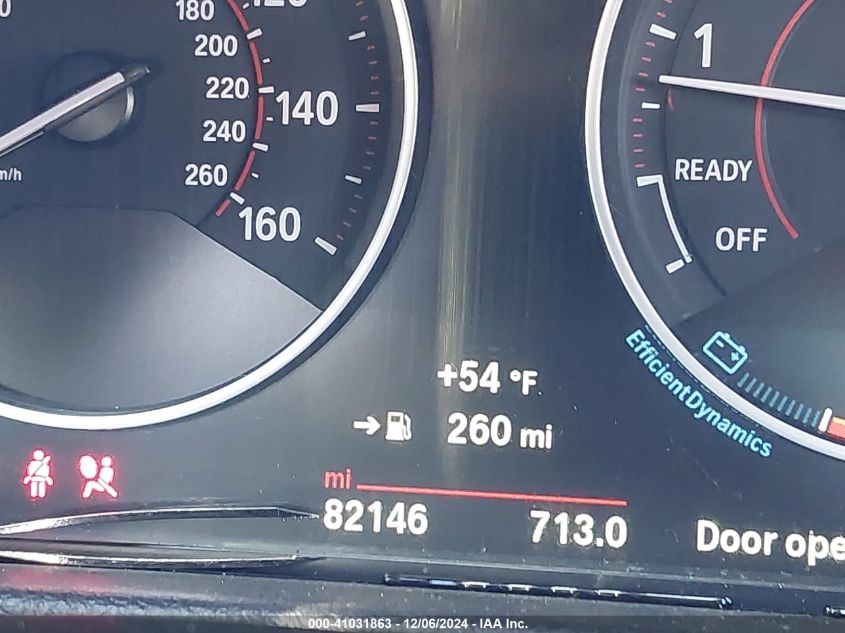 180
200
220
240
260
140
160
1
READY
OFF
EfficientDynamics
+54 °F
260 mi
mi
82146 713.0
Door ope
000-41031863 - 12/06/2024 - IAA Inc.